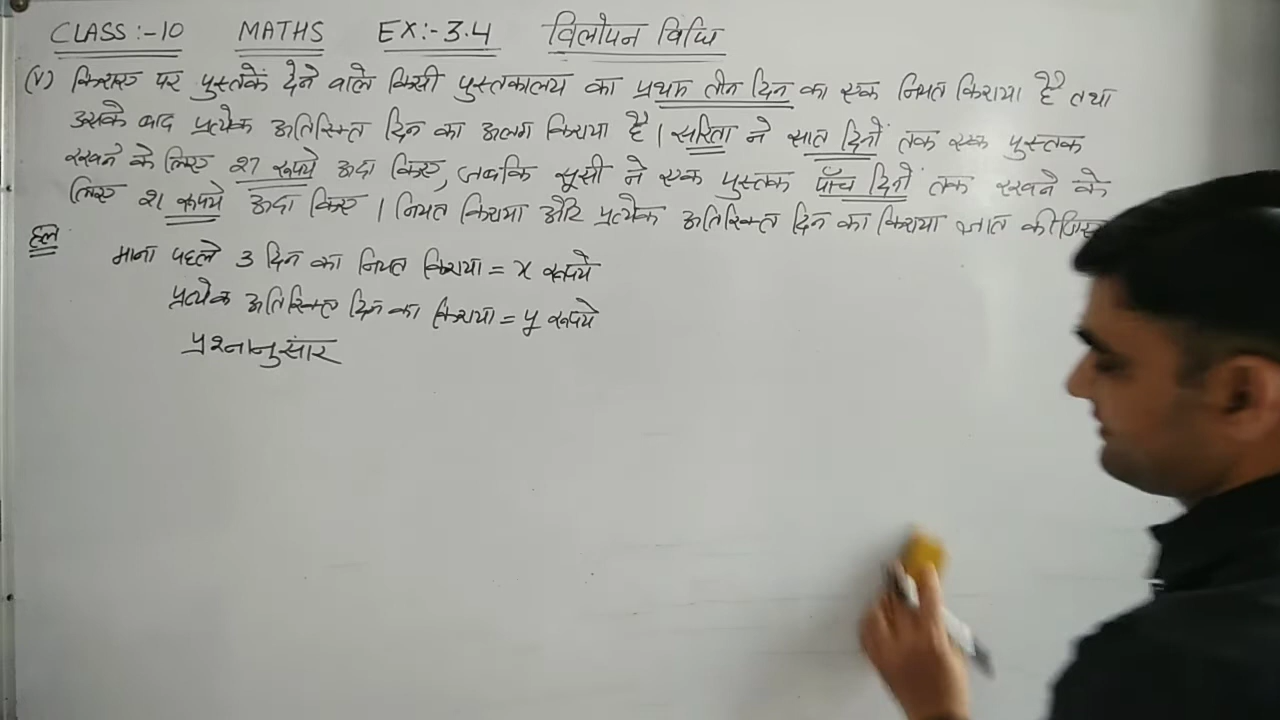 CLASS :- 10 MATHS EX:- 3.4 विलोपन विधि
(V) किराए पर पुस्तकें देने वाले किसी पुस्तकालय का प्रथम तीन दिन का एक नियत किराया है तथा
उसके बाद प्रत्येक अतिरिक्त दिन का अलग किराया है। सरिता ने सात दिनों तक एक पुस्तक
रखने के लिए 27 रूपये अदा किए, जबकि सूसी ने एक पुस्तक पाँच दिनों तक रखने के
लिए 21 रूपये अदा किए। नियत किराया और प्रत्येक अतिरिक्त दिन का किराया ज्ञात कीजिए
हल माना पहले 3 दिन का नियत किराया = x रूपये
प्रत्येक अतिरिक्त दिन का किराया = y रूपये
प्रश्नानुसार